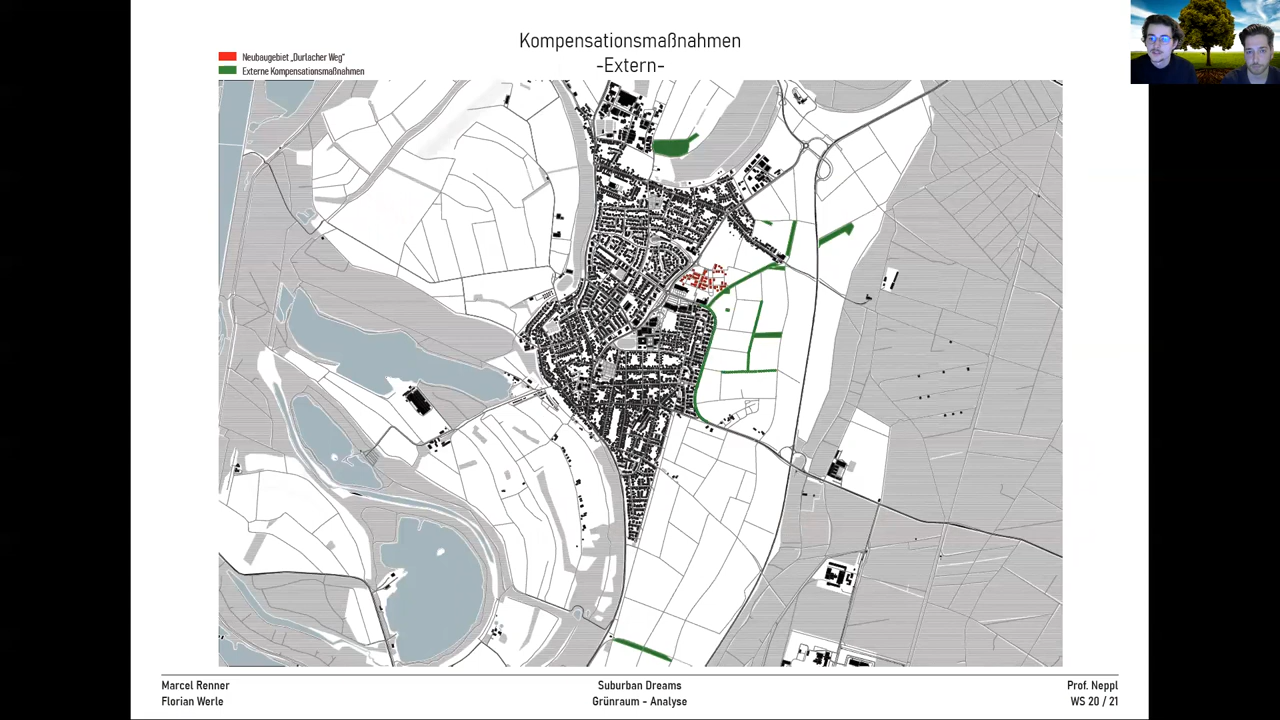 Kompensationsmaßnahmen
-Extern-
Neubaugebiet „Durlacher Weg“
Externe Kompensationsmaßnahmen
Marcel Renner
Florian Werle
Suburban Dreams
Grünraum - Analyse
Prof. Neppl
WS 20 / 21